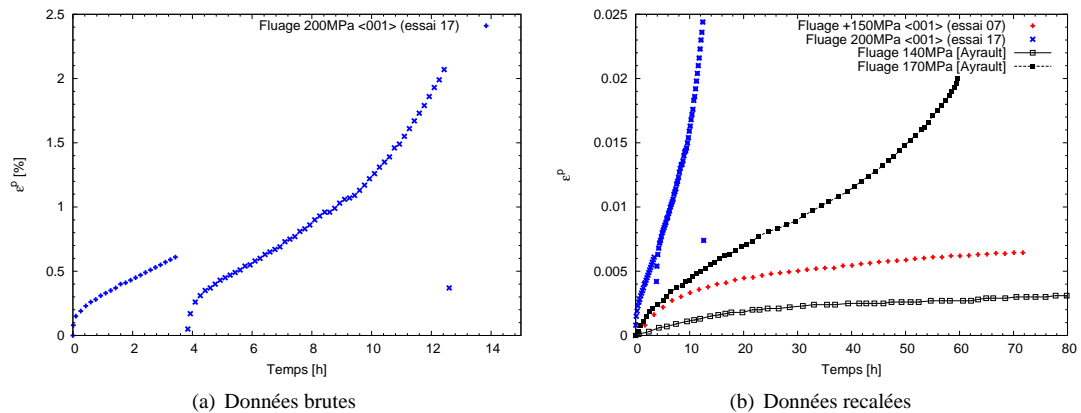 Fluage 200MPa <001> (essai 17)
2.5
2
1.5
1
0.5
0
εᵖ [%]
0 2 4 6 8 10 12 14
Temps [h]
(a) Données brutes
Fluage +150MPa <001> (essai 07)
Fluage 200MPa <001> (essai 17)
Fluage 140MPa [Ayrault]
Fluage 170MPa [Ayrault]
0.025
0.02
0.015
0.01
0.005
0
εᵖ
0 10 20 30 40 50 60 70 80
Temps [h]
(b) Données recalées